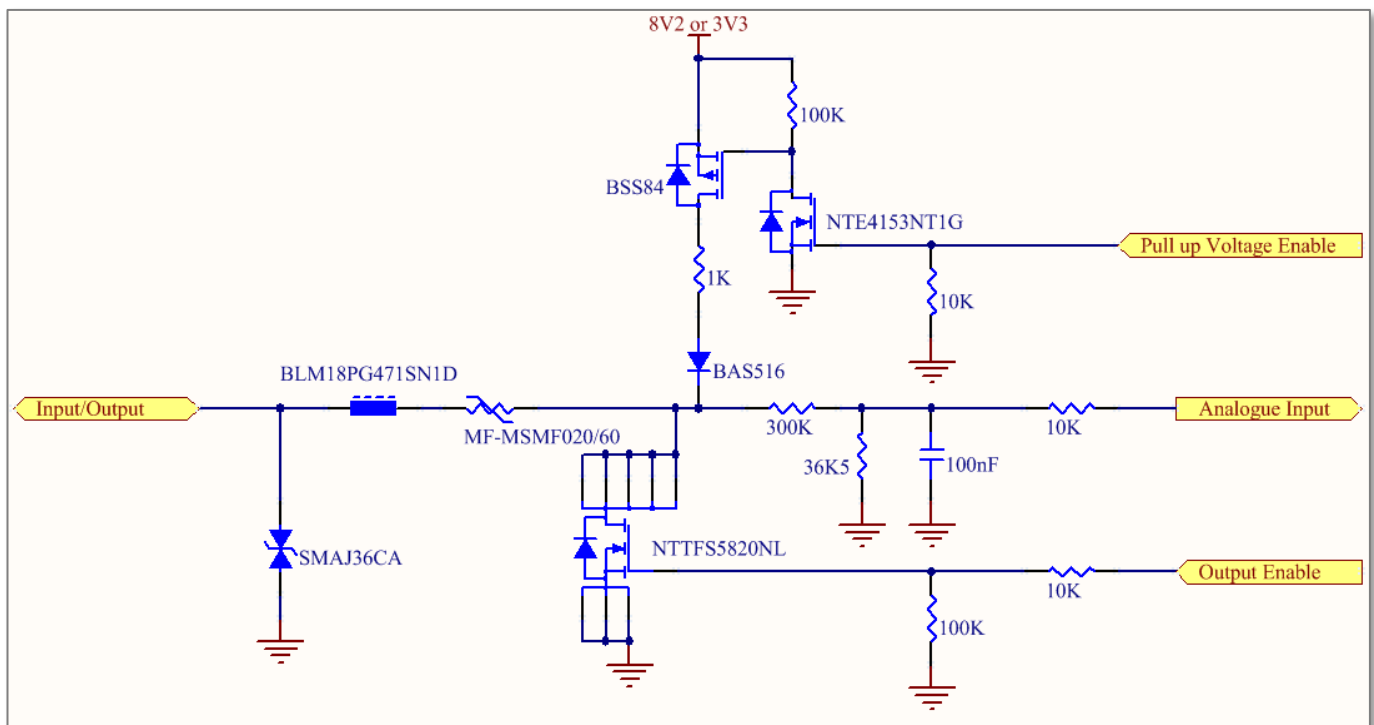 8V2 or 3V3
100K
BSS84
NTE4153NT1G
Pull up Voltage Enable
1K
10K
BAS516
BLM18PG471SN1D
Input/Output
MF-MSMF020/60
300K
10K
Analogue Input
36K5
100nF
SMAJ36CA
NTTFS5820NL
Output Enable
10K
100K